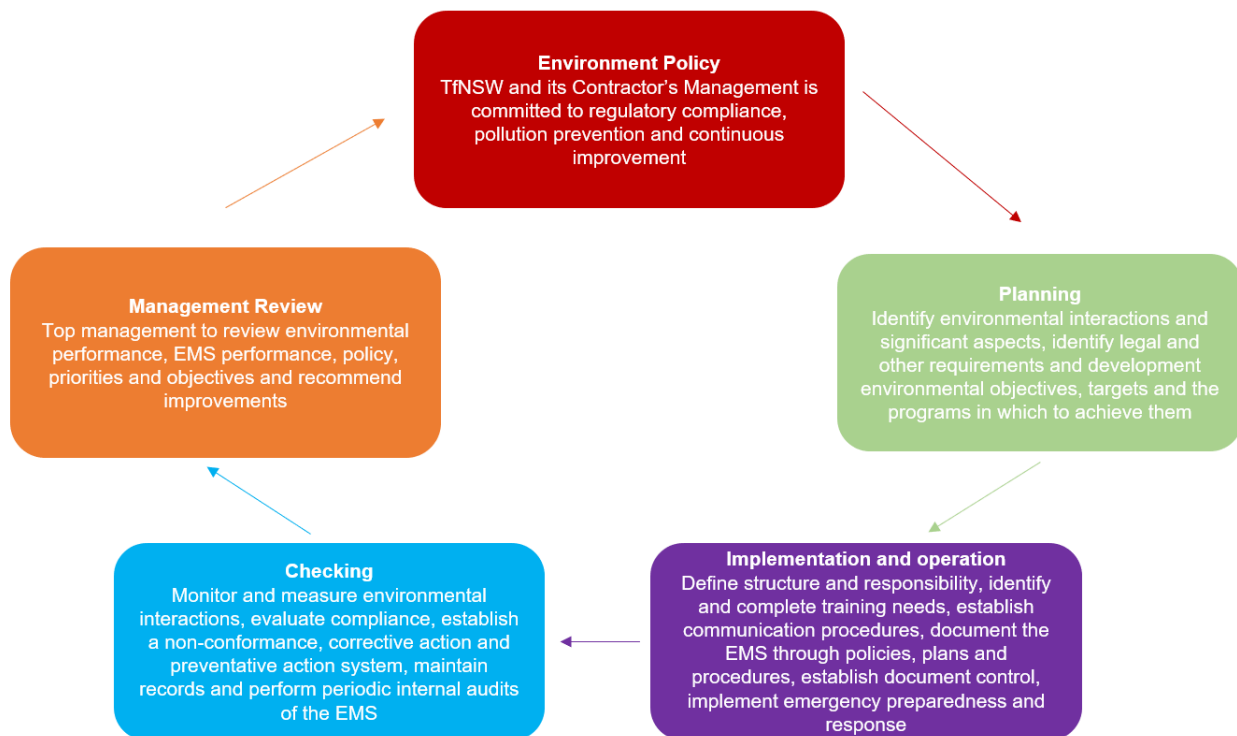 Environment Policy
TfNSW and its Contractor's Management is
committed to regulatory compliance,
pollution prevention and continuous
improvement
Planning
Identify environmental interactions and
significant aspects, identify legal and
other requirements and development
environmental objectives, targets and the
programs in which to achieve them
Implementation and operation
Define structure and responsibility, identify
and complete training needs, establish
communication procedures, document the
EMS through policies, plans and
procedures, establish document control,
implement emergency preparedness and
response
Checking
Monitor and measure environmental
interactions, evaluate compliance, establish
a non-conformance, corrective action and
preventative action system, maintain
records and perform periodic internal audits
of the EMS
Management Review
Top management to review environmental
performance, EMS performance, policy,
priorities and objectives and recommend
improvements